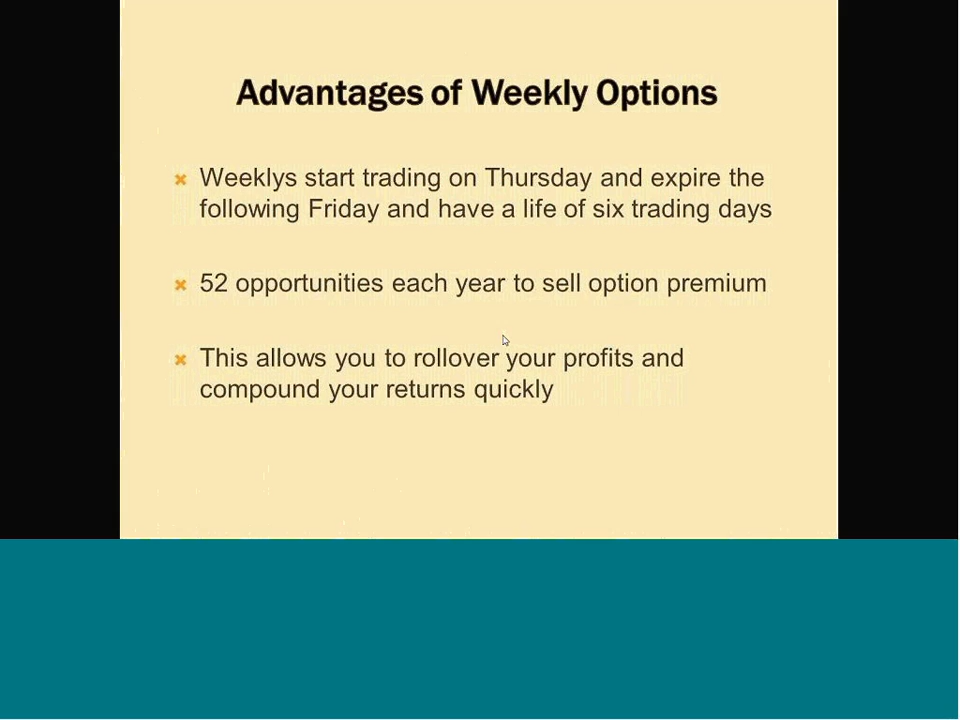 Advantages of Weekly Options
Weeklys start trading on Thursday and expire the
following Friday and have a life of six trading days
52 opportunities each year to sell option premium
This allows you to rollover your profits and
compound your returns quickly